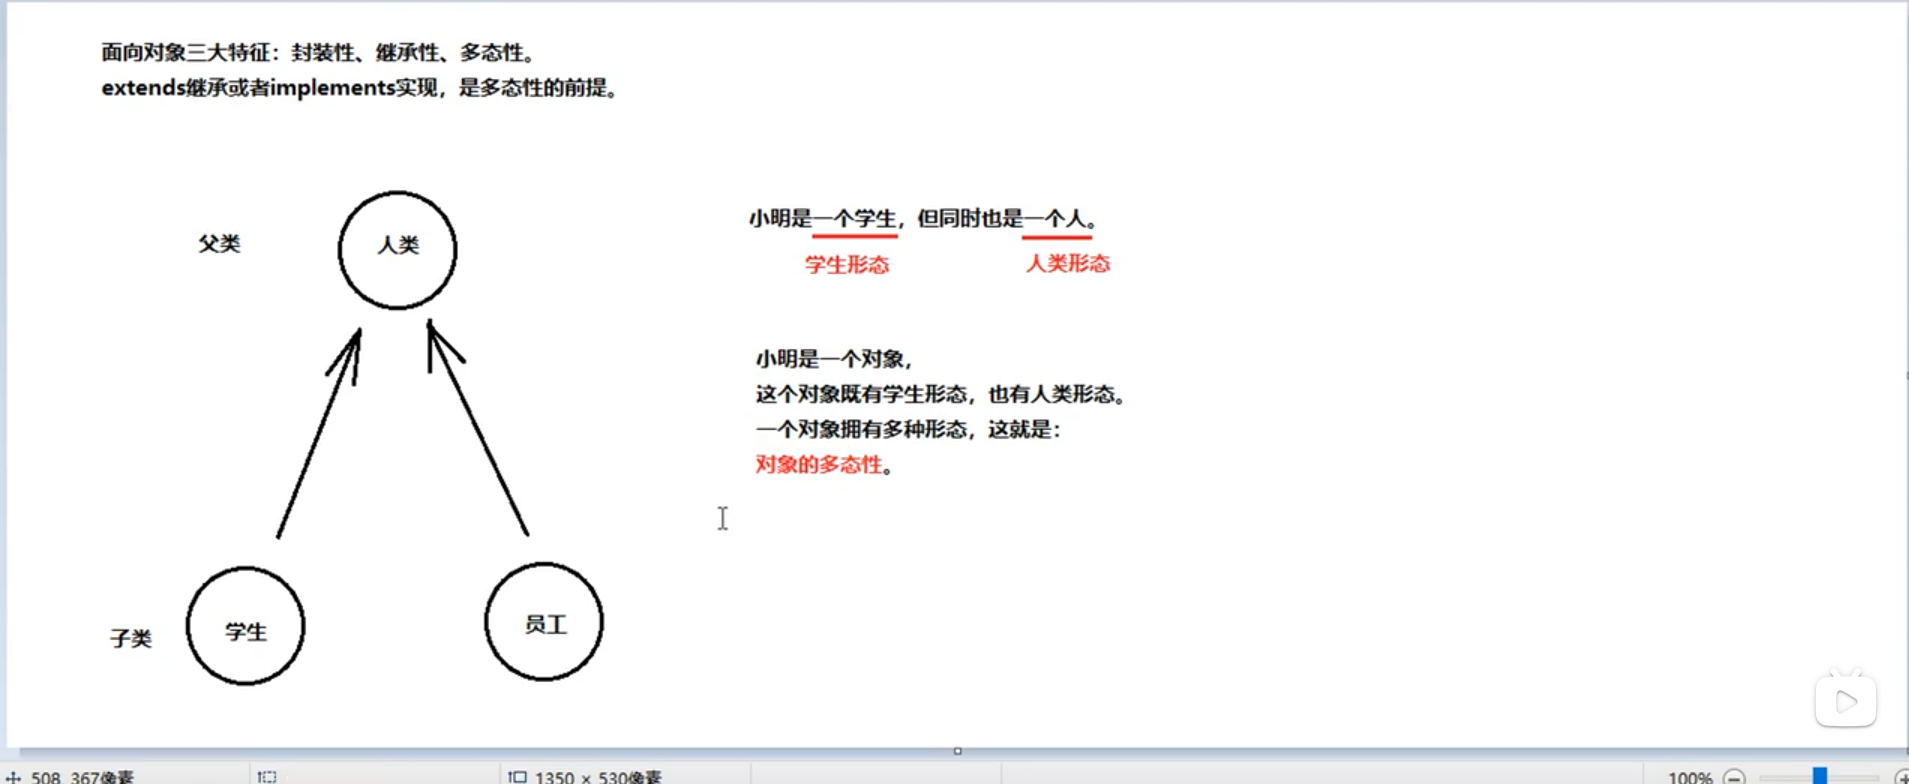 面向对象三大特征：封装性、继承性、多态性。
extends继承或者implements实现，是多态性的前提。
父类
人类
小明是一个学生，但同时也是一个人。
学生形态
人类形态
小明是一个对象，
这个对象既有学生形态，也有人类形态。
一个对象拥有多种形态，这就是：
对象的多态性。
子类
学生
员工
508, 367像素
1350 × 530像素
100%